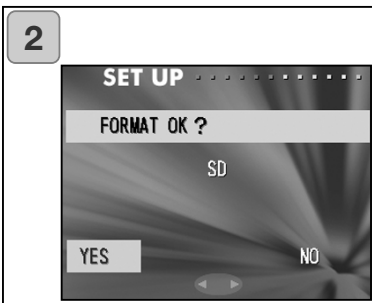 2
SET UP
FORMAT OK ?
SD
YES NO